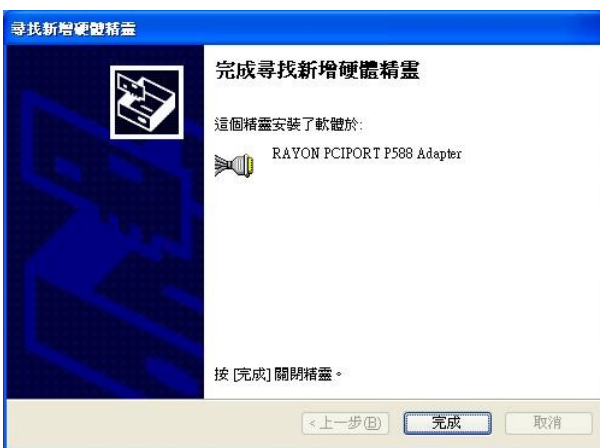 尋找新增硬體精靈
完成尋找新增硬體精靈
這個精靈安裝了軟體於:
RAYON PCIPORT P588 Adapter
按 [完成] 關閉精靈。
<上一步(B) 完成 取消